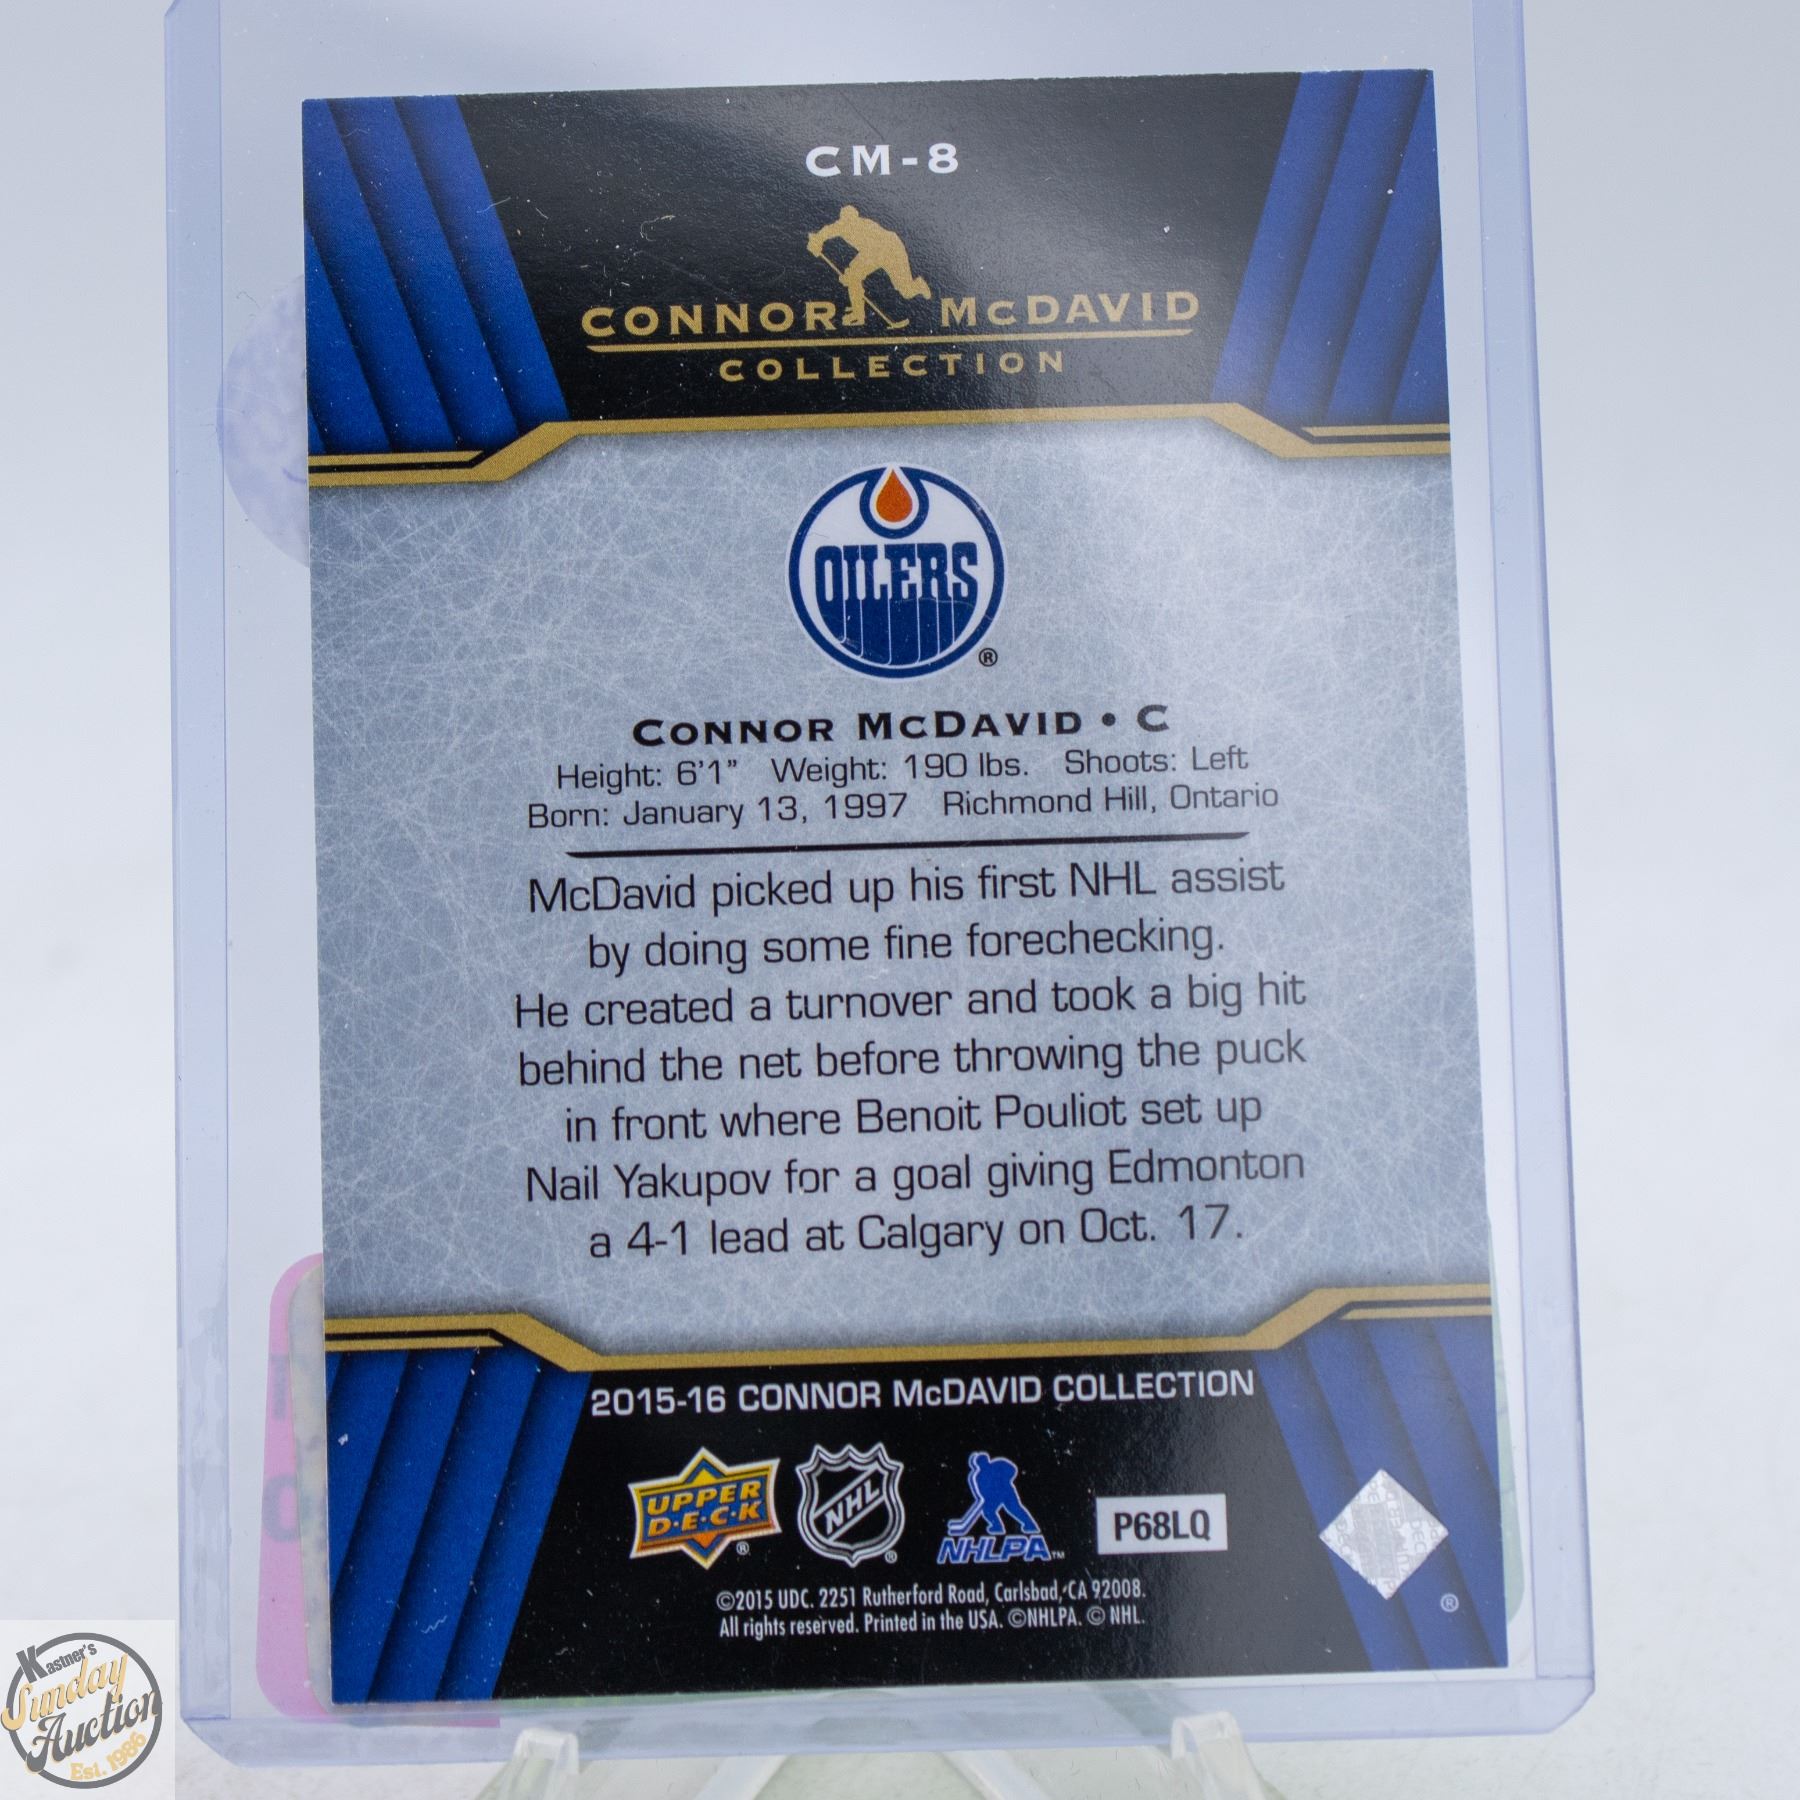 CM-8
CONNOR McDAVID
COLLECTION
OILERS
®
CONNOR McDAVID • C
Height: 6'1" Weight: 190 lbs. Shoots: Left
Born: January 13, 1997 Richmond Hill, Ontario
McDavid picked up his first NHL assist
by doing some fine forechecking.
He created a turnover and took a big hit
behind the net before throwing the puck
in front where Benoit Pouliot set up
Nail Yakupov for a goal giving Edmonton
a 4-1 lead at Calgary on Oct. 17.
2015-16 CONNOR McDAVID COLLECTION
UPPER
D·E·C·K
®
NHL
®
NHLPA™
P68LQ
®
©2015 UDC. 2251 Rutherford Road, Carlsbad, CA 92008.
All rights reserved. Printed in the USA. ©NHLPA. © NHL.
Kastner's
Sunday
Auction
Est. 1986